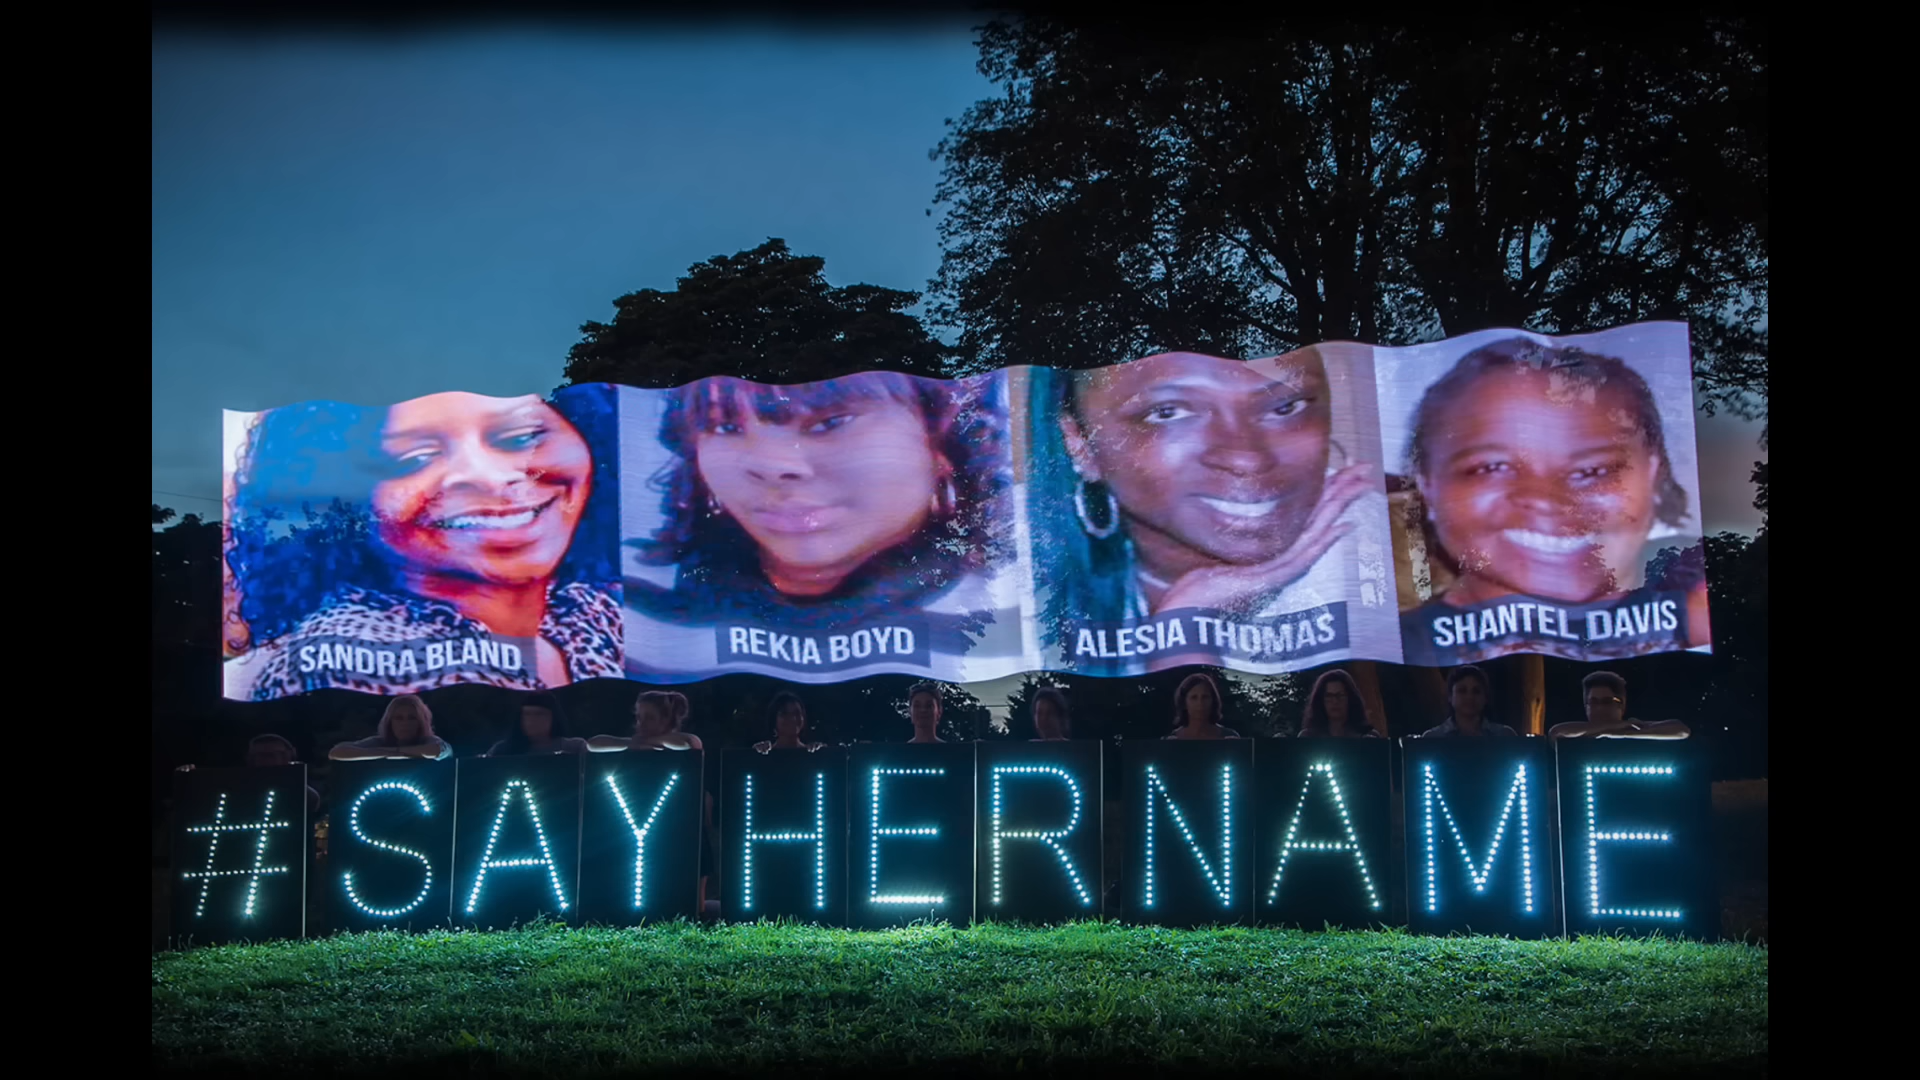 SANDRA BLAND
REKIA BOYD
ALESIA THOMAS
SHANTEL DAVIS
#SAYHERNAME